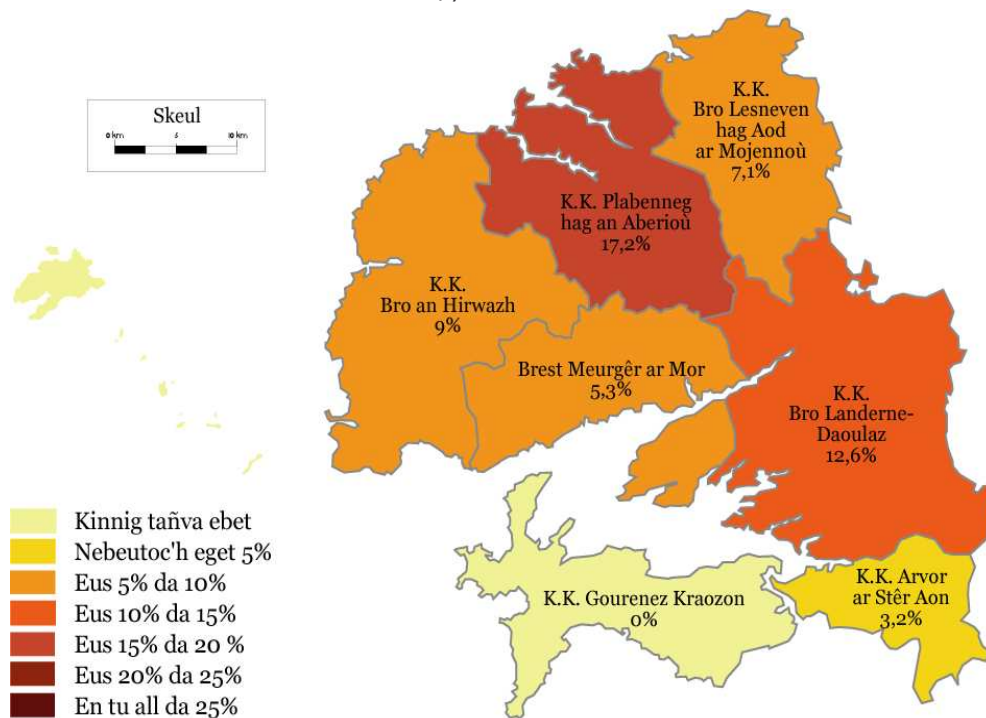 Skeul
0 km 5 10 km
K.K.
Bro Lesneven
hag Aod
ar Mojennoù
7,1%
K.K. Plabenneg
hag an Aberioù
17,2%
K.K.
Bro an Hirwazh
9%
Brest Meurgêr ar Mor
5,3%
K.K.
Bro Landerne-
Daoulaz
12,6%
K.K. Gourenez Kraozon
0%
K.K. Arvor
ar Stêr Aon
3,2%
Kinnig tañva ebet
Nebeutoc'h eget 5%
Eus 5% da 10%
Eus 10% da 15%
Eus 15% da 20 %
Eus 20% da 25%
En tu all da 25%